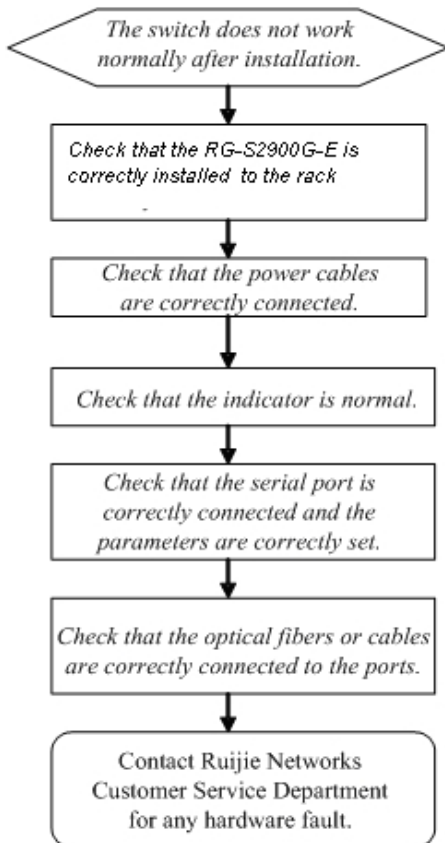 The switch does not work
normally after installation.
Check that the RG-S2900G-E is
correctly installed to the rack
Check that the power cables
are correctly connected.
Check that the indicator is normal.
Check that the serial port is
correctly connected and the
parameters are correctly set.
Check that the optical fibers or cables
are correctly connected to the ports.
Contact Ruijie Networks
Customer Service Department
for any hardware fault.